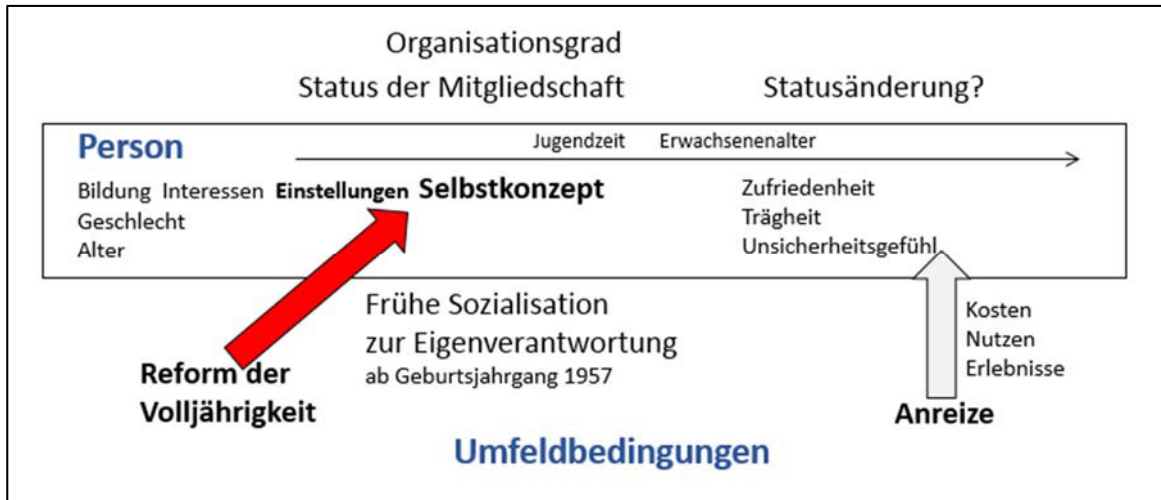 Organisationsgrad
Status der Mitgliedschaft
Statusänderung?
Person
Jugendzeit Erwachsenenalter
Bildung Interessen Einstellungen Selbstkonzept
Geschlecht
Alter
Zufriedenheit
Trägheit
Unsicherheitsgefühl
Frühe Sozialisation
zur Eigenverantwortung
ab Geburtsjahrgang 1957
Reform der
Volljährigkeit
Kosten
Nutzen
Erlebnisse
Anreize
Umfeldbedingungen